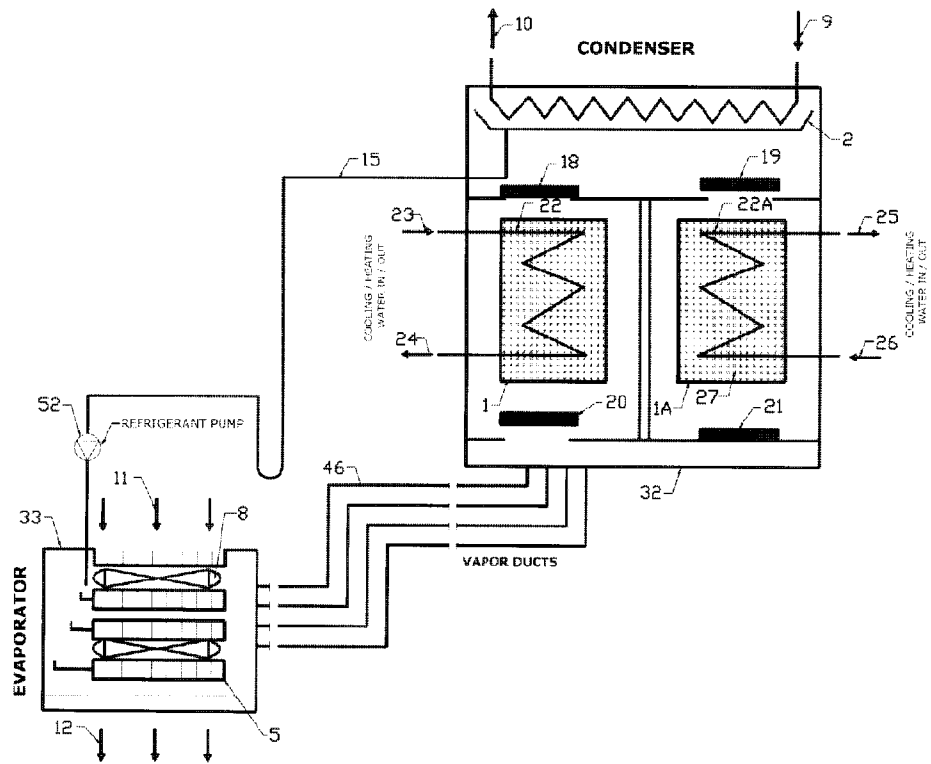 10
9
CONDENSER
2
15
18
19
23
22
22A
25
COOLING / HEATING
WATER IN / OUT
COOLING / HEATING
WATER IN / OUT
24
26
1
20
1A
27
21
52
REFRIGERANT PUMP
46
32
11
33
8
VAPOR DUCTS
EVAPORATOR
12
5